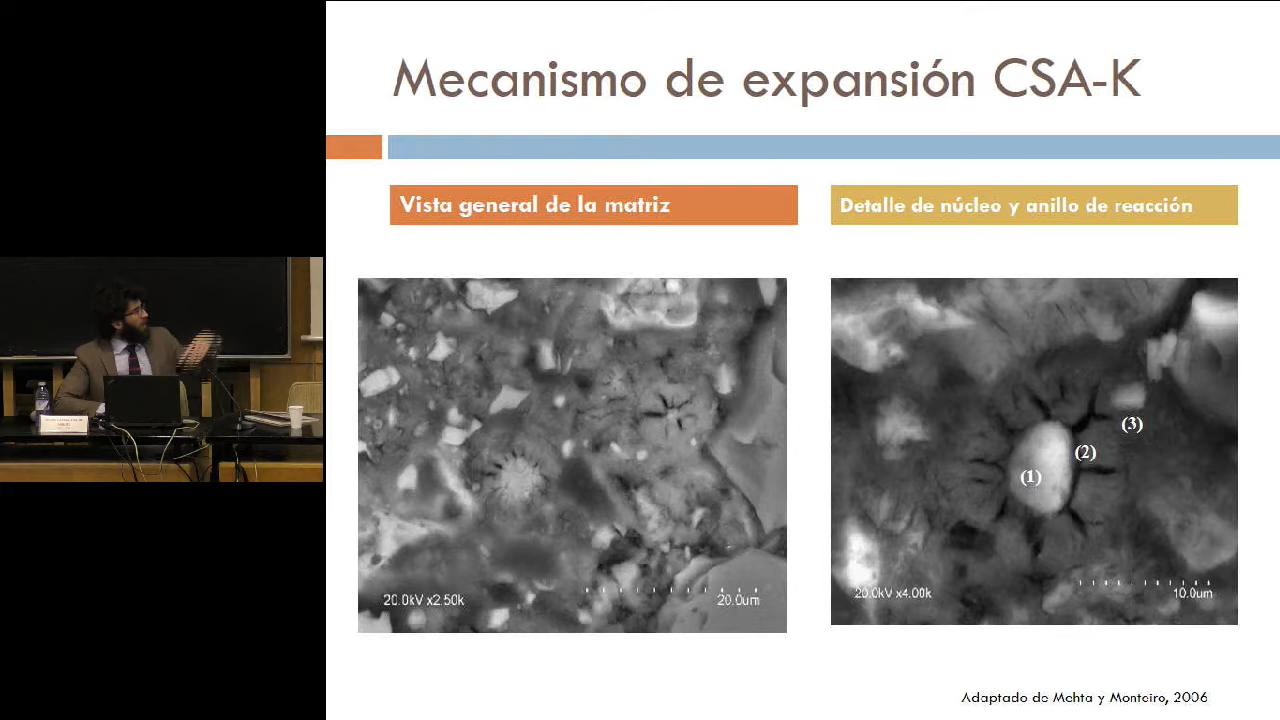 Mecanismo de expansión CSA-K
Vista general de la matriz
Detalle de núcleo y anillo de reacción
20.0kV x2.50k
20.0um
(1)
(2)
(3)
20.0kV x4.00k
10.0um
Adaptado de Mehta y Monteiro, 2006